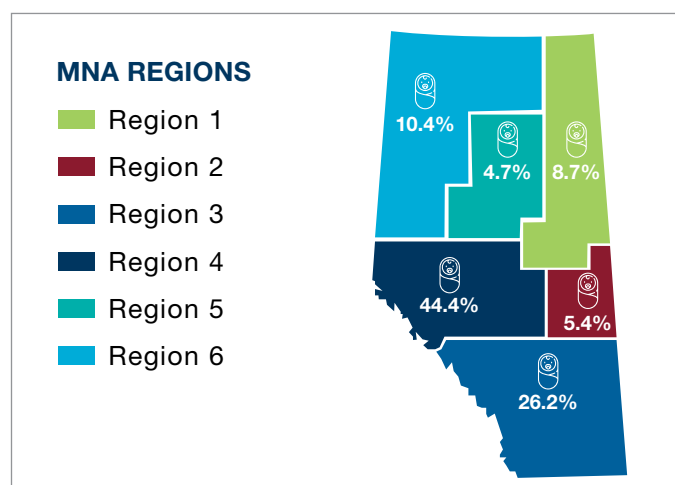 MNA REGIONS
Region 1
Region 2
Region 3
Region 4
Region 5
Region 6
10.4%
4.7%
8.7%
44.4%
5.4%
26.2%